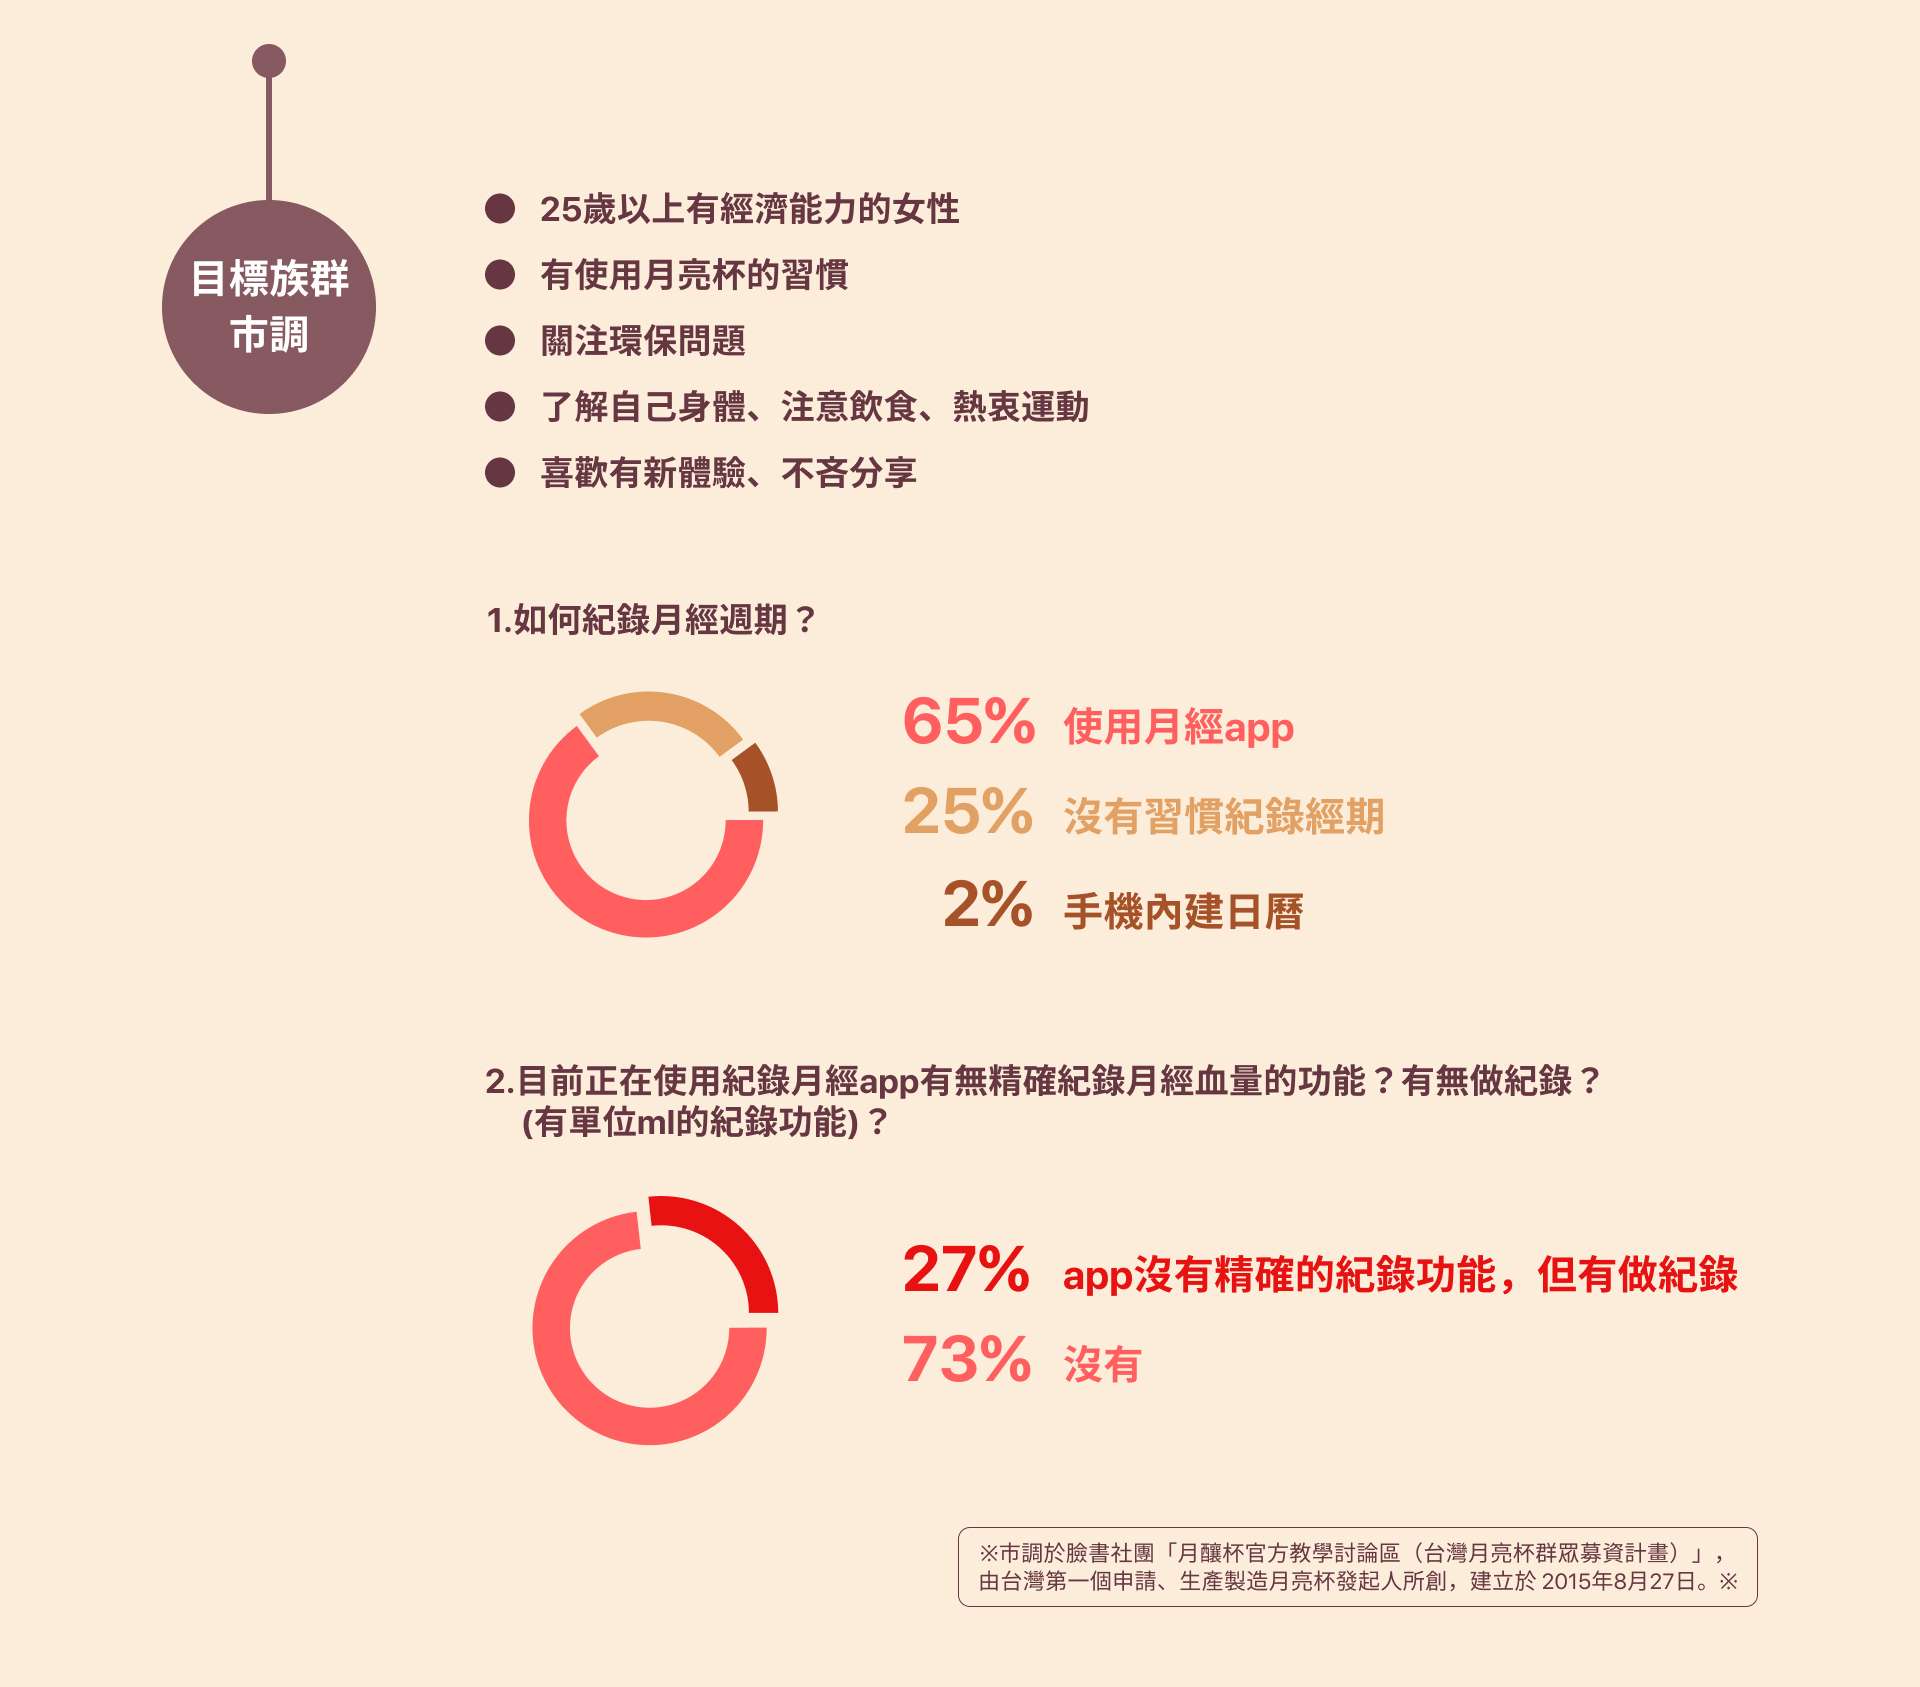 目標族群
市調
25歲以上有經濟能力的女性
有使用月亮杯的習慣
關注環保問題
了解自己身體、注意飲食、熱衷運動
喜歡有新體驗、不吝分享
1.如何紀錄月經週期？
65% 使用月經app
25% 沒有習慣紀錄經期
2% 手機內建日曆
2.目前正在使用紀錄月經app有無精確紀錄月經血量的功能？有無做紀錄？
(有單位ml的紀錄功能)？
27% app沒有精確的紀錄功能，但有做紀錄
73% 沒有
※市調於臉書社團「月釀杯官方教學討論區（台灣月亮杯群眾募資計畫）」，
由台灣第一個申請、生產製造月亮杯發起人所創，建立於 2015年8月27日。※